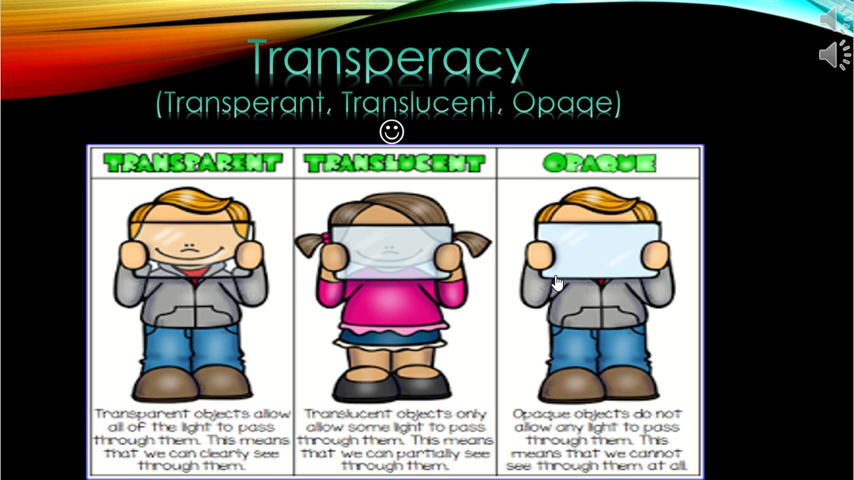 Transperacy
(Transperant, Translucent, Opaqe)
TRANSPARENT
TRANSLUCENT
OPAQUE
Transparent objects allow
all of the light to pass
through them. This means
that we can clearly see
through them.
Translucent objects only
allow some light to pass
through them. This means
that we can partially see
through them.
Opaque objects do not
allow any light to pass
through them. This
means that we cannot
see through them at all.